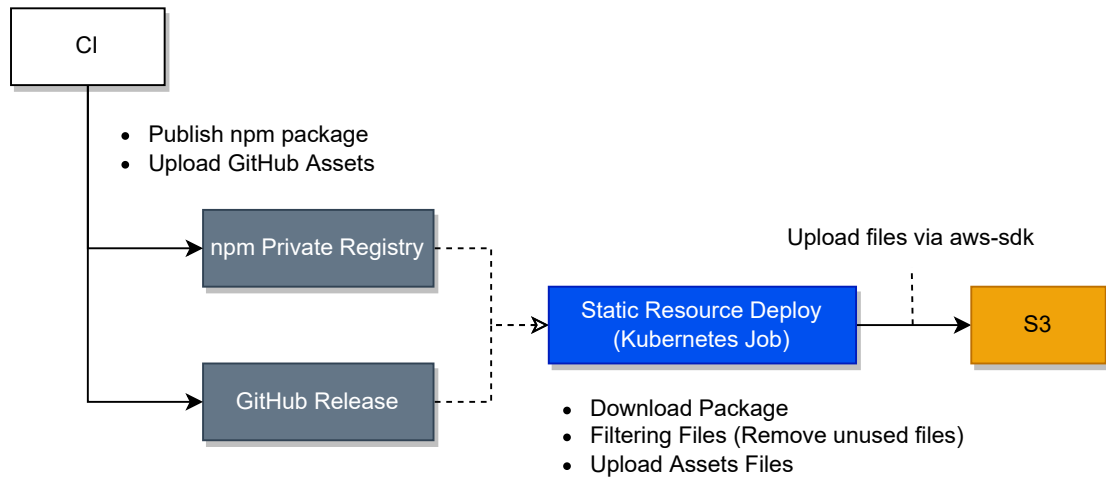 CI
• Publish npm package
• Upload GitHub Assets
npm Private Registry
Upload files via aws-sdk
Static Resource Deploy
(Kubernetes Job)
S3
GitHub Release
• Download Package
• Filtering Files (Remove unused files)
• Upload Assets Files